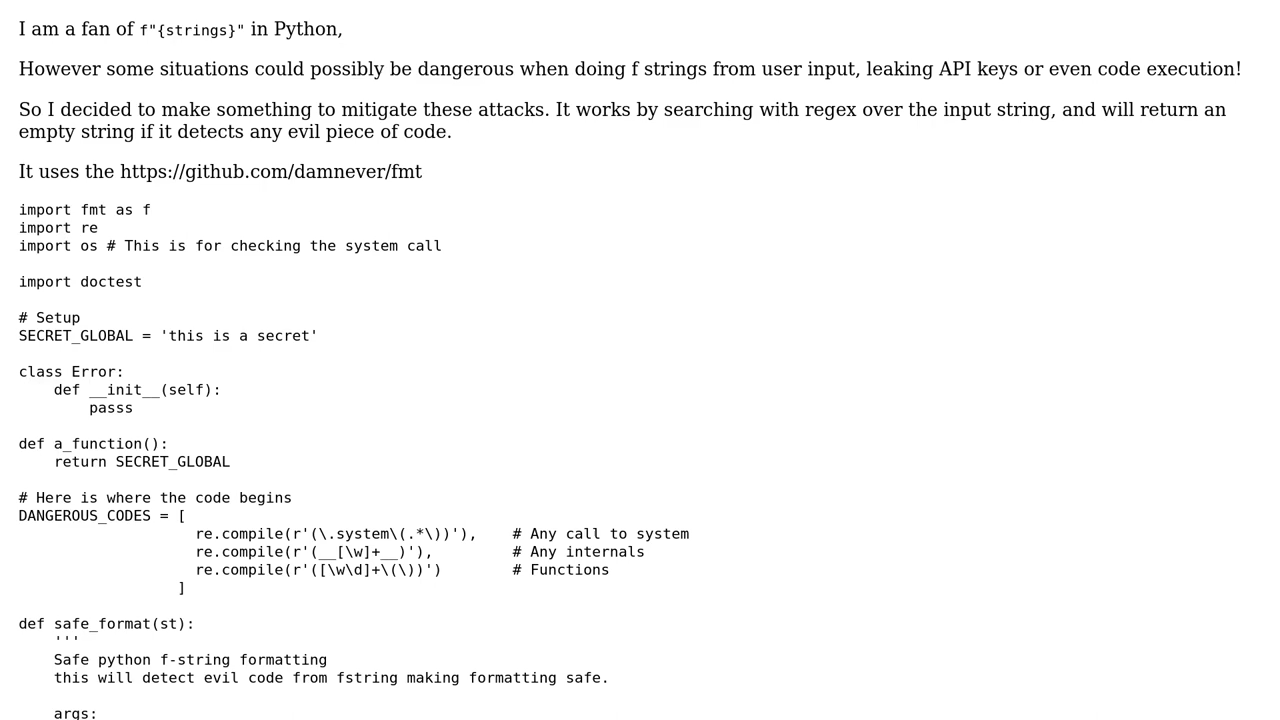 I am a fan of f"{strings}" in Python,
However some situations could possibly be dangerous when doing f strings from user input, leaking API keys or even code execution!
So I decided to make something to mitigate these attacks. It works by searching with regex over the input string, and will return an
empty string if it detects any evil piece of code.
It uses the https://github.com/damnever/fmt
import fmt as f
import re
import os # This is for checking the system call
import doctest
# Setup
SECRET_GLOBAL = 'this is a secret'
class Error:
    def __init__(self):
        passs
def a_function():
    return SECRET_GLOBAL
# Here is where the code begins
DANGEROUS_CODES = [
                    re.compile(r'(\.system\(.*\))'),    # Any call to system
                    re.compile(r'(__[\w]+__)'),         # Any internals
                    re.compile(r'([\w\d]+\(\))')        # Functions
                  ]
def safe_format(st):
    '''
    Safe python f-string formatting
    this will detect evil code from fstring making formatting safe.
    args: